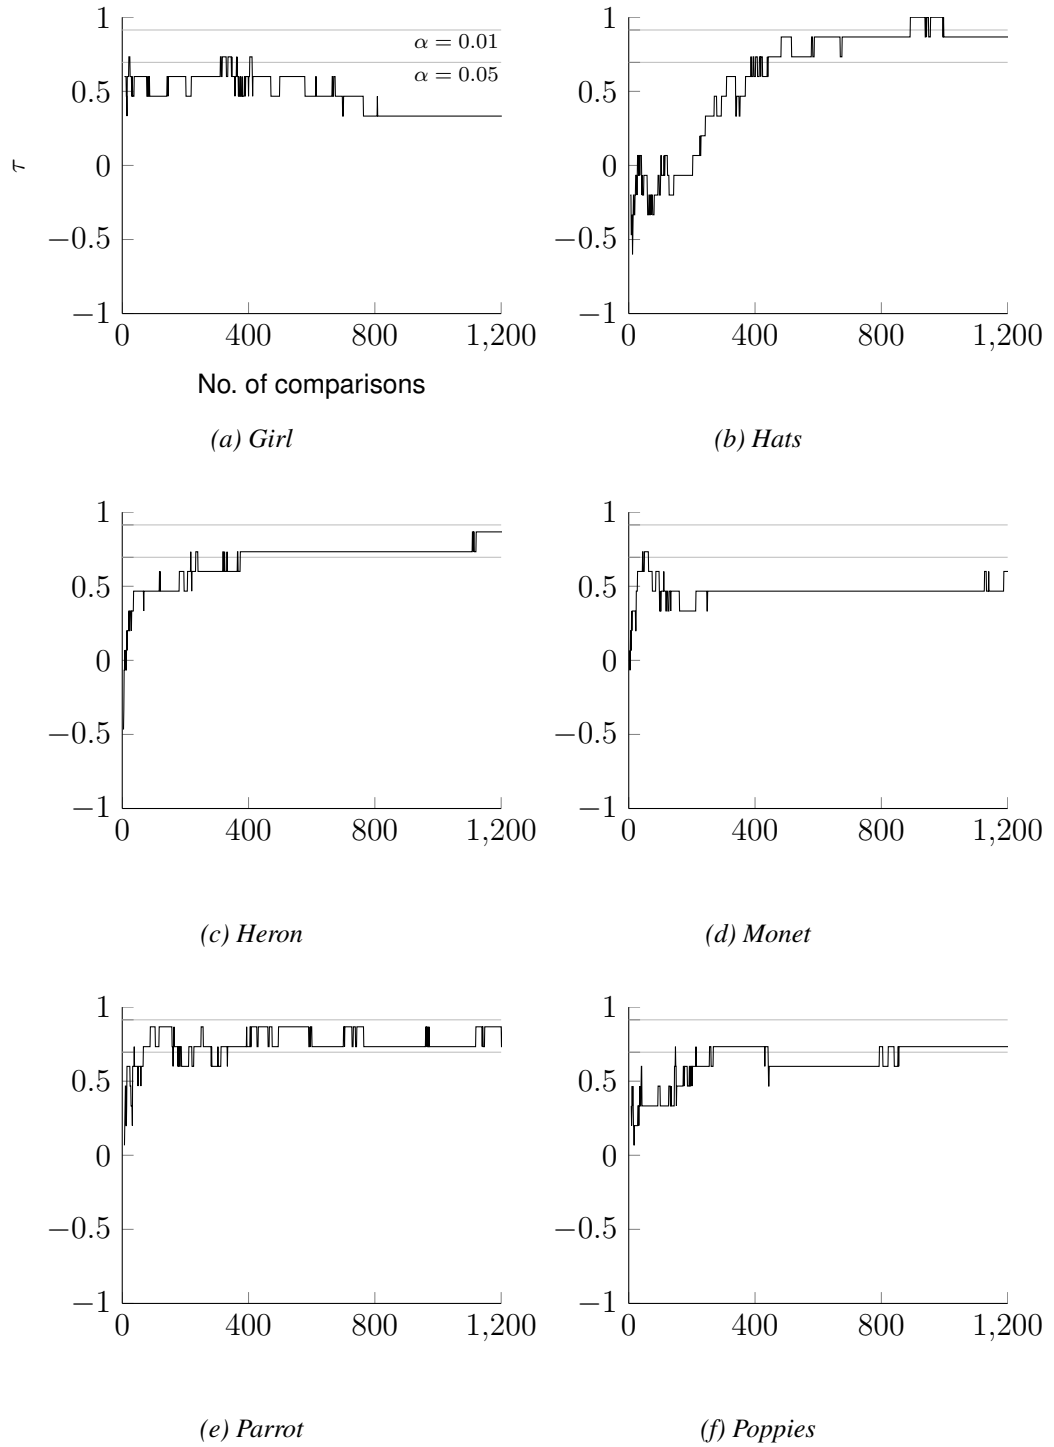 1
α = 0.01
α = 0.05
0.5
τ
0
−0.5
−1
0 400 800 1,200
No. of comparisons
(a) Girl
1
0.5
0
−0.5
−1
0 400 800 1,200
(b) Hats
1
0.5
0
−0.5
−1
0 400 800 1,200
(c) Heron
1
0.5
0
−0.5
−1
0 400 800 1,200
(d) Monet
1
0.5
0
−0.5
−1
0 400 800 1,200
(e) Parrot
1
0.5
0
−0.5
−1
0 400 800 1,200
(f) Poppies